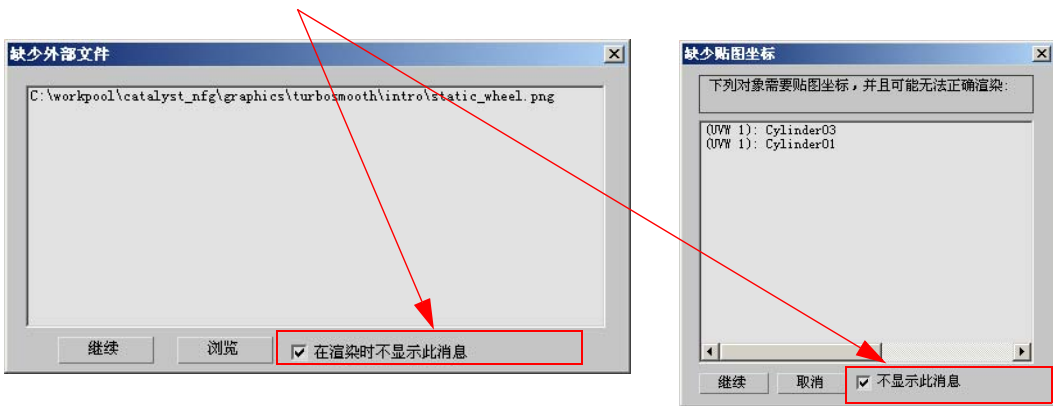 缺少外部文件
C:\workpool\catalyst_nfg\graphics\turbosmooth\intro\static_wheel.png
继续
浏览
在渲染时不显示此消息
缺少贴图坐标
下列对象需要贴图坐标，并且可能无法正确渲染:
(UVW 1): Cylinder03
(UVW 1): Cylinder01
继续
取消
不显示此消息